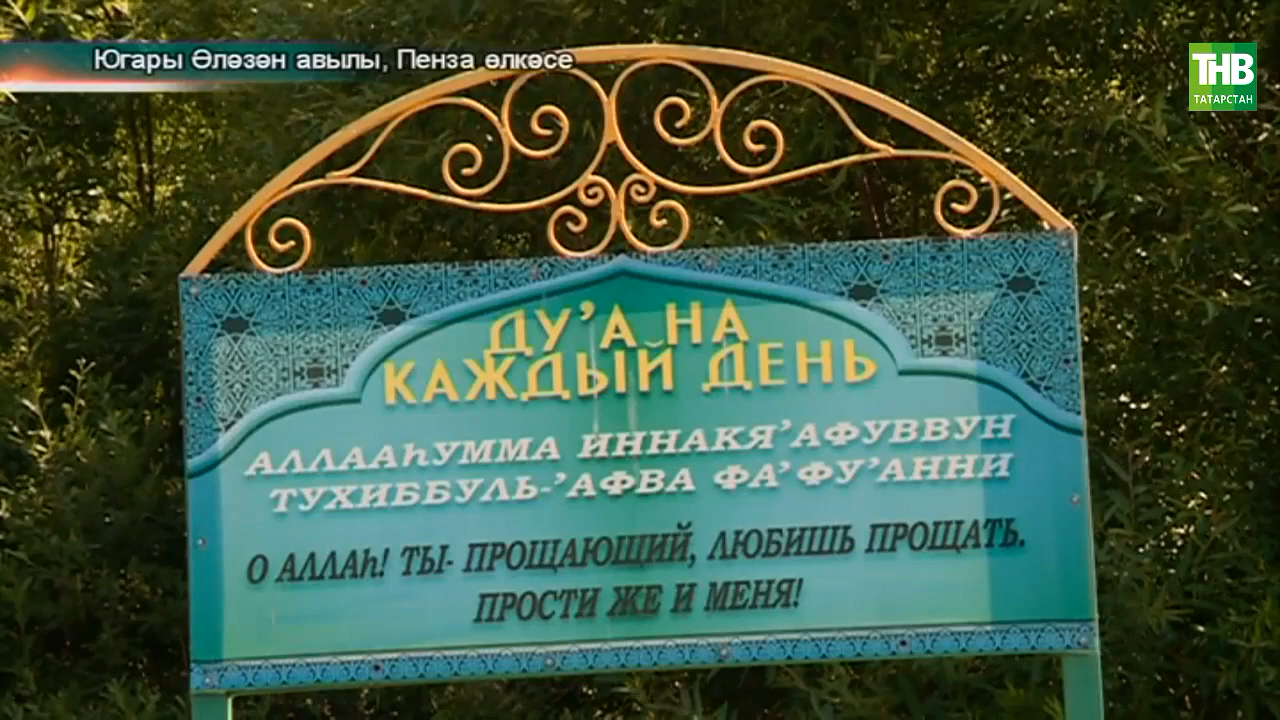 Югары Әләзән авылы, Пенза өлкәсе
ТНВ
ТАТАРСТАН
ДУ’А НА
КАЖДЫЙ ДЕНЬ
АЛЛААҺУММА ИННАКЯ’АФУВВУН
ТУХИББУЛЬ-’АФВА ФА’ФУ’АННИ
О АЛЛАҺ! ТЫ- ПРОЩАЮЩИЙ, ЛЮБИШЬ ПРОЩАТЬ.
ПРОСТИ ЖЕ И МЕНЯ!